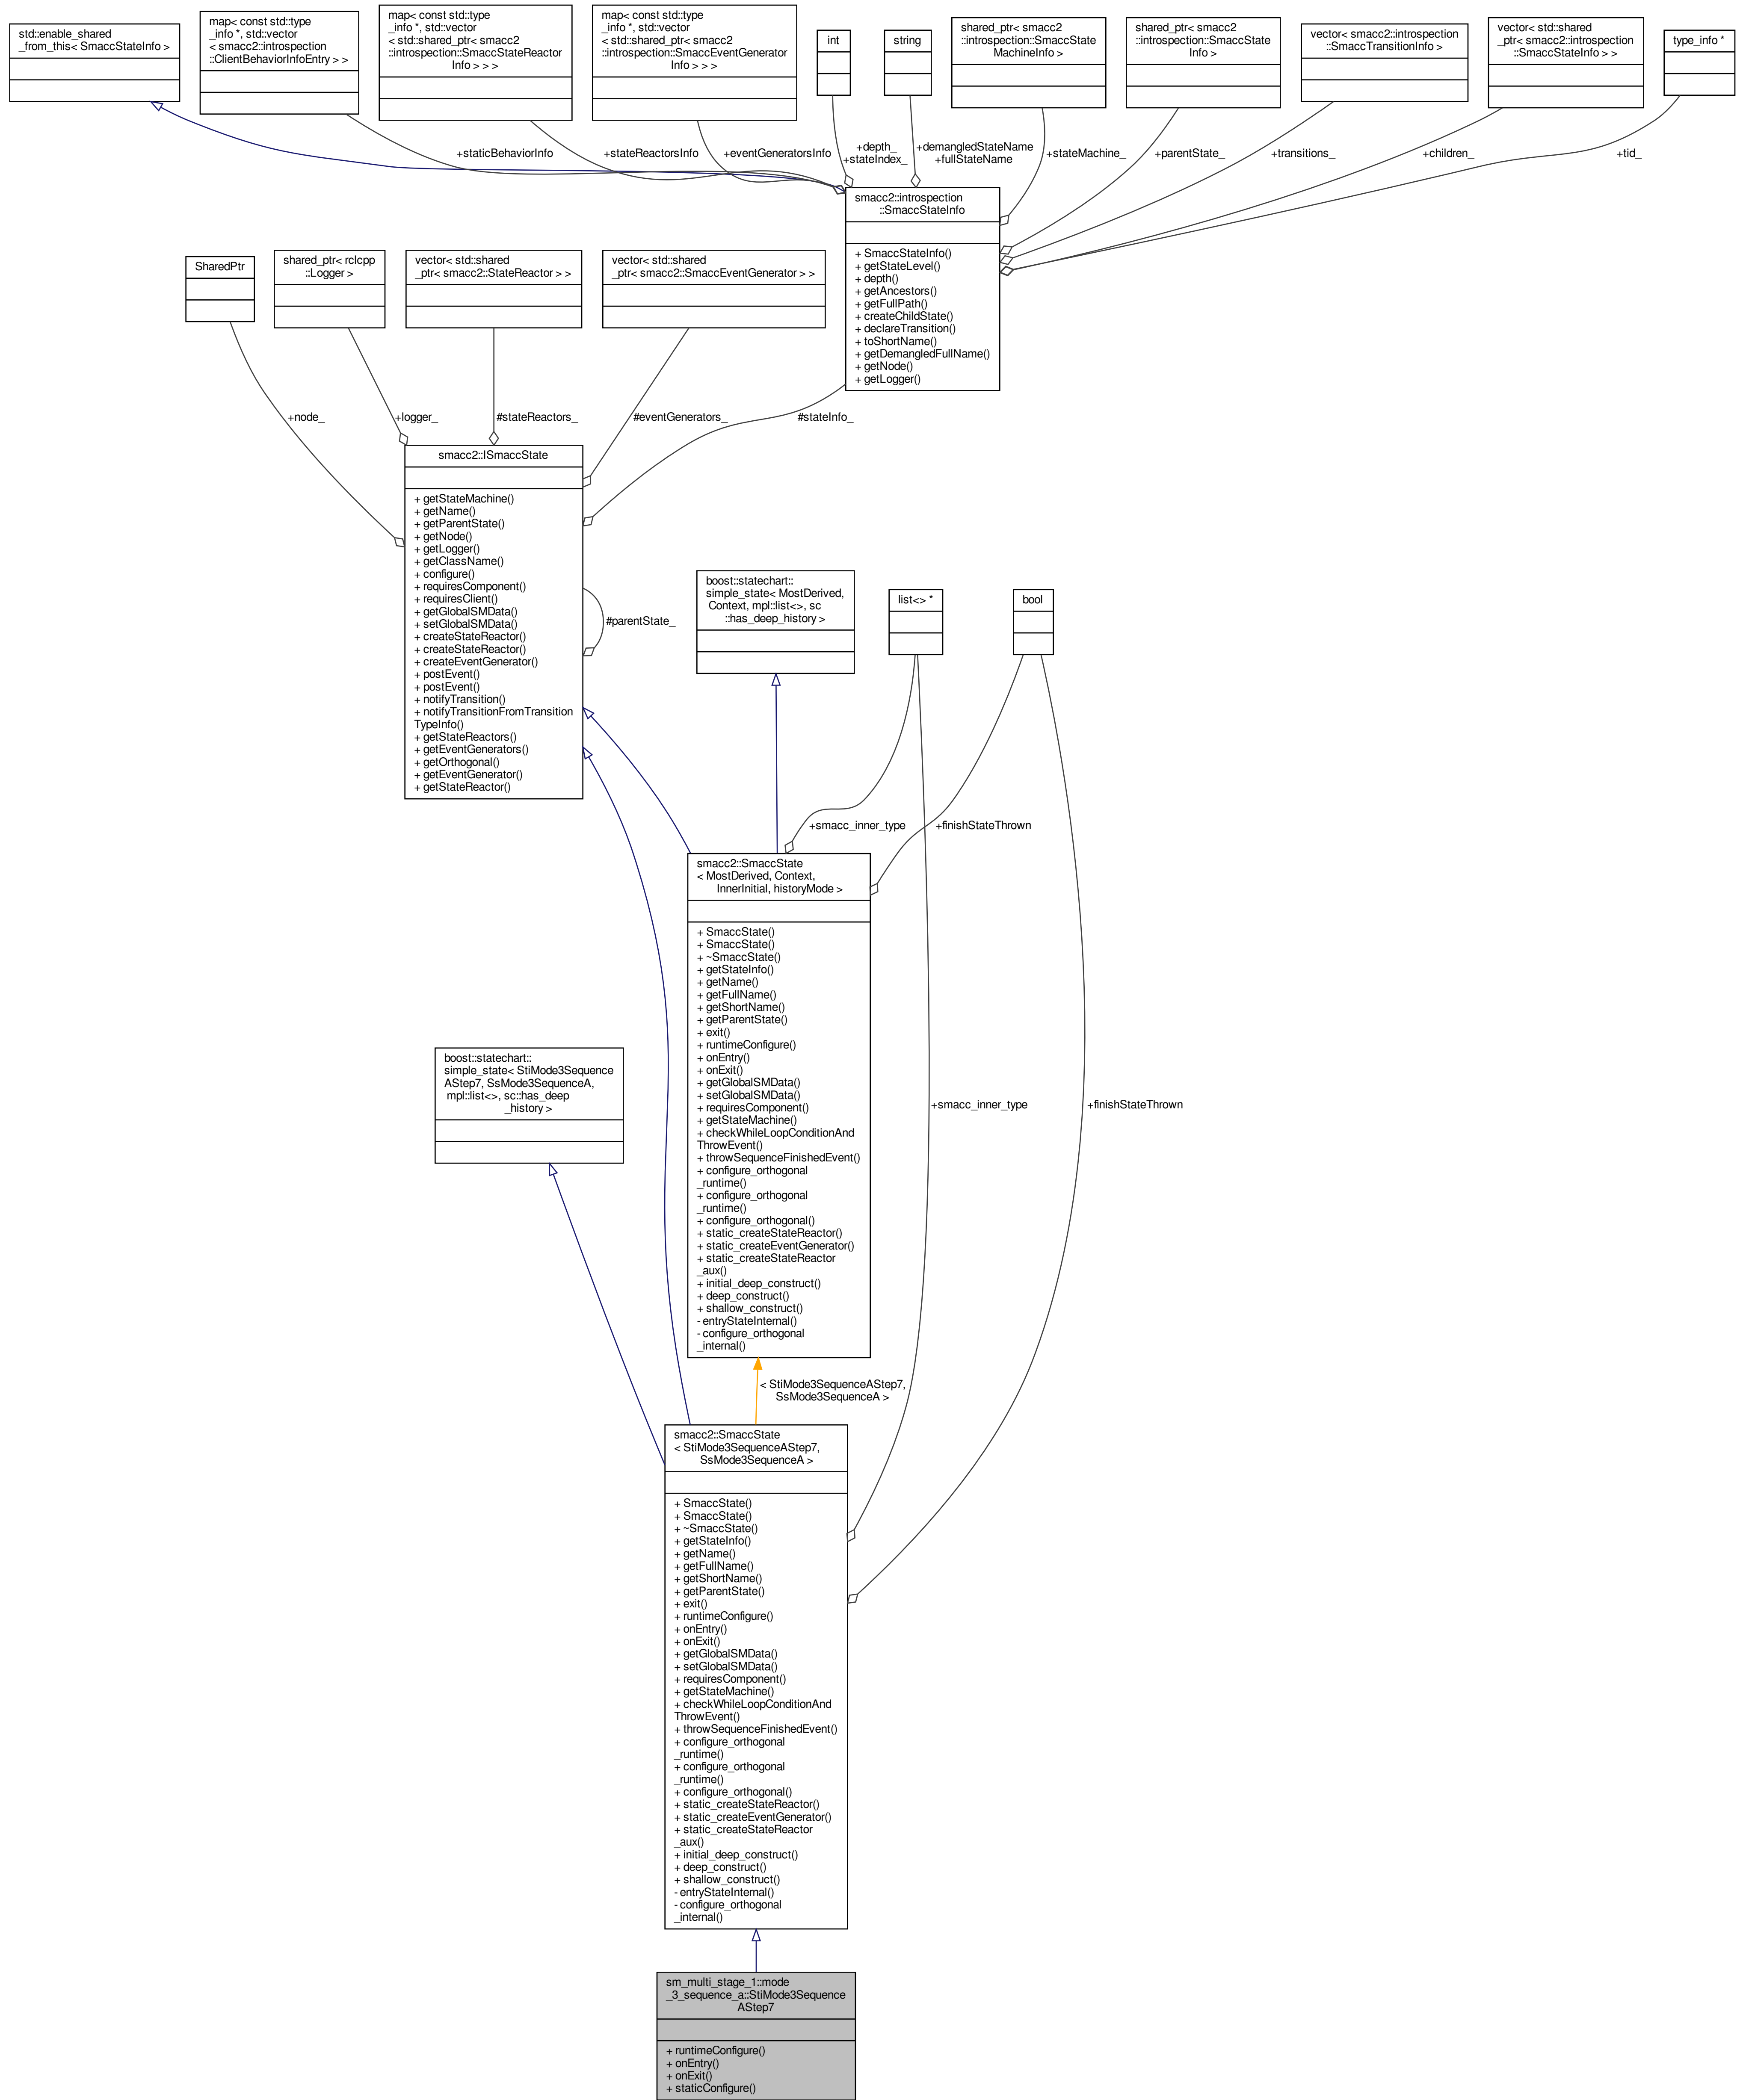 std::enable_shared
_from_this< SmaccStateInfo >
map< const std::type
_info *, std::vector
< smacc2::introspection
::ClientBehaviorInfoEntry > >
map< const std::type
_info *, std::vector
< std::shared_ptr< smacc2
::introspection::SmaccStateReactor
Info > > >
map< const std::type
_info *, std::vector
< std::shared_ptr< smacc2
::introspection::SmaccEventGenerator
Info > > >
int
string
shared_ptr< smacc2
::introspection::SmaccState
MachineInfo >
shared_ptr< smacc2
::introspection::SmaccState
Info >
vector< smacc2::introspection
::SmaccTransitionInfo >
vector< std::shared
_ptr< smacc2::introspection
::SmaccStateInfo > >
type_info *
+staticBehaviorInfo
+stateReactorsInfo
+eventGeneratorsInfo
+depth_
+stateIndex_
+demangledStateName
+fullStateName
+stateMachine_
+parentState_
+transitions_
+children_
+tid_
smacc2::introspection
::SmaccStateInfo
+ SmaccStateInfo()
+ getStateLevel()
+ depth()
+ getAncestors()
+ getFullPath()
+ createChildState()
+ declareTransition()
+ toShortName()
+ getDemangledFullName()
+ getNode()
+ getLogger()
SharedPtr
shared_ptr< rclcpp
::Logger >
vector< std::shared
_ptr< smacc2::StateReactor > >
vector< std::shared
_ptr< smacc2::SmaccEventGenerator > >
+node_
+logger_
#stateReactors_
#eventGenerators_
#stateInfo_
smacc2::ISmaccState
+ getStateMachine()
+ getName()
+ getParentState()
+ getNode()
+ getLogger()
+ getClassName()
+ configure()
+ requiresComponent()
+ requiresClient()
+ getGlobalSMData()
+ setGlobalSMData()
+ createStateReactor()
+ createStateReactor()
+ createEventGenerator()
+ postEvent()
+ postEvent()
+ notifyTransition()
+ notifyTransitionFromTransition
TypeInfo()
+ getStateReactors()
+ getEventGenerators()
+ getOrthogonal()
+ getEventGenerator()
+ getStateReactor()
#parentState_
boost::statechart::
simple_state< MostDerived,
Context, mpl::list<>, sc
::has_deep_history >
list<> *
bool
+smacc_inner_type
+finishStateThrown
smacc2::SmaccState
< MostDerived, Context,
InnerInitial, historyMode >
+ SmaccState()
+ SmaccState()
+ ~SmaccState()
+ getStateInfo()
+ getName()
+ getFullName()
+ getShortName()
+ getParentState()
+ exit()
+ runtimeConfigure()
+ onEntry()
+ onExit()
+ getGlobalSMData()
+ setGlobalSMData()
+ requiresComponent()
+ getStateMachine()
+ checkWhileLoopConditionAnd
ThrowEvent()
+ throwSequenceFinishedEvent()
+ configure_orthogonal
_runtime()
+ configure_orthogonal
_runtime()
+ configure_orthogonal()
+ static_createStateReactor()
+ static_createEventGenerator()
+ static_createStateReactor
_aux()
+ initial_deep_construct()
+ deep_construct()
+ shallow_construct()
- entryStateInternal()
- configure_orthogonal
_internal()
boost::statechart::
simple_state< StiMode3Sequence
AStep7, SsMode3SequenceA,
mpl::list<>, sc::has_deep
_history >
+smacc_inner_type
+finishStateThrown
< StiMode3SequenceAStep7,
SsMode3SequenceA >
smacc2::SmaccState
< StiMode3SequenceAStep7,
SsMode3SequenceA >
+ SmaccState()
+ SmaccState()
+ ~SmaccState()
+ getStateInfo()
+ getName()
+ getFullName()
+ getShortName()
+ getParentState()
+ exit()
+ runtimeConfigure()
+ onEntry()
+ onExit()
+ getGlobalSMData()
+ setGlobalSMData()
+ requiresComponent()
+ getStateMachine()
+ checkWhileLoopConditionAnd
ThrowEvent()
+ throwSequenceFinishedEvent()
+ configure_orthogonal
_runtime()
+ configure_orthogonal
_runtime()
+ configure_orthogonal()
+ static_createStateReactor()
+ static_createEventGenerator()
+ static_createStateReactor
_aux()
+ initial_deep_construct()
+ deep_construct()
+ shallow_construct()
- entryStateInternal()
- configure_orthogonal
_internal()
sm_multi_stage_1::mode
_3_sequence_a::StiMode3Sequence
AStep7
+ runtimeConfigure()
+ onEntry()
+ onExit()
+ staticConfigure()